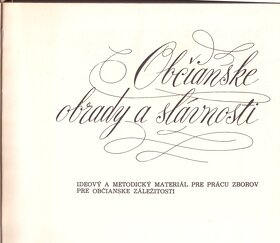 Občianske
obrady a slávnosti
IDEOVÝ A METODICKÝ MATERIÁL PRE PRÁCU ZBOROV
PRE OBČIANSKE ZÁLEŽITOSTI